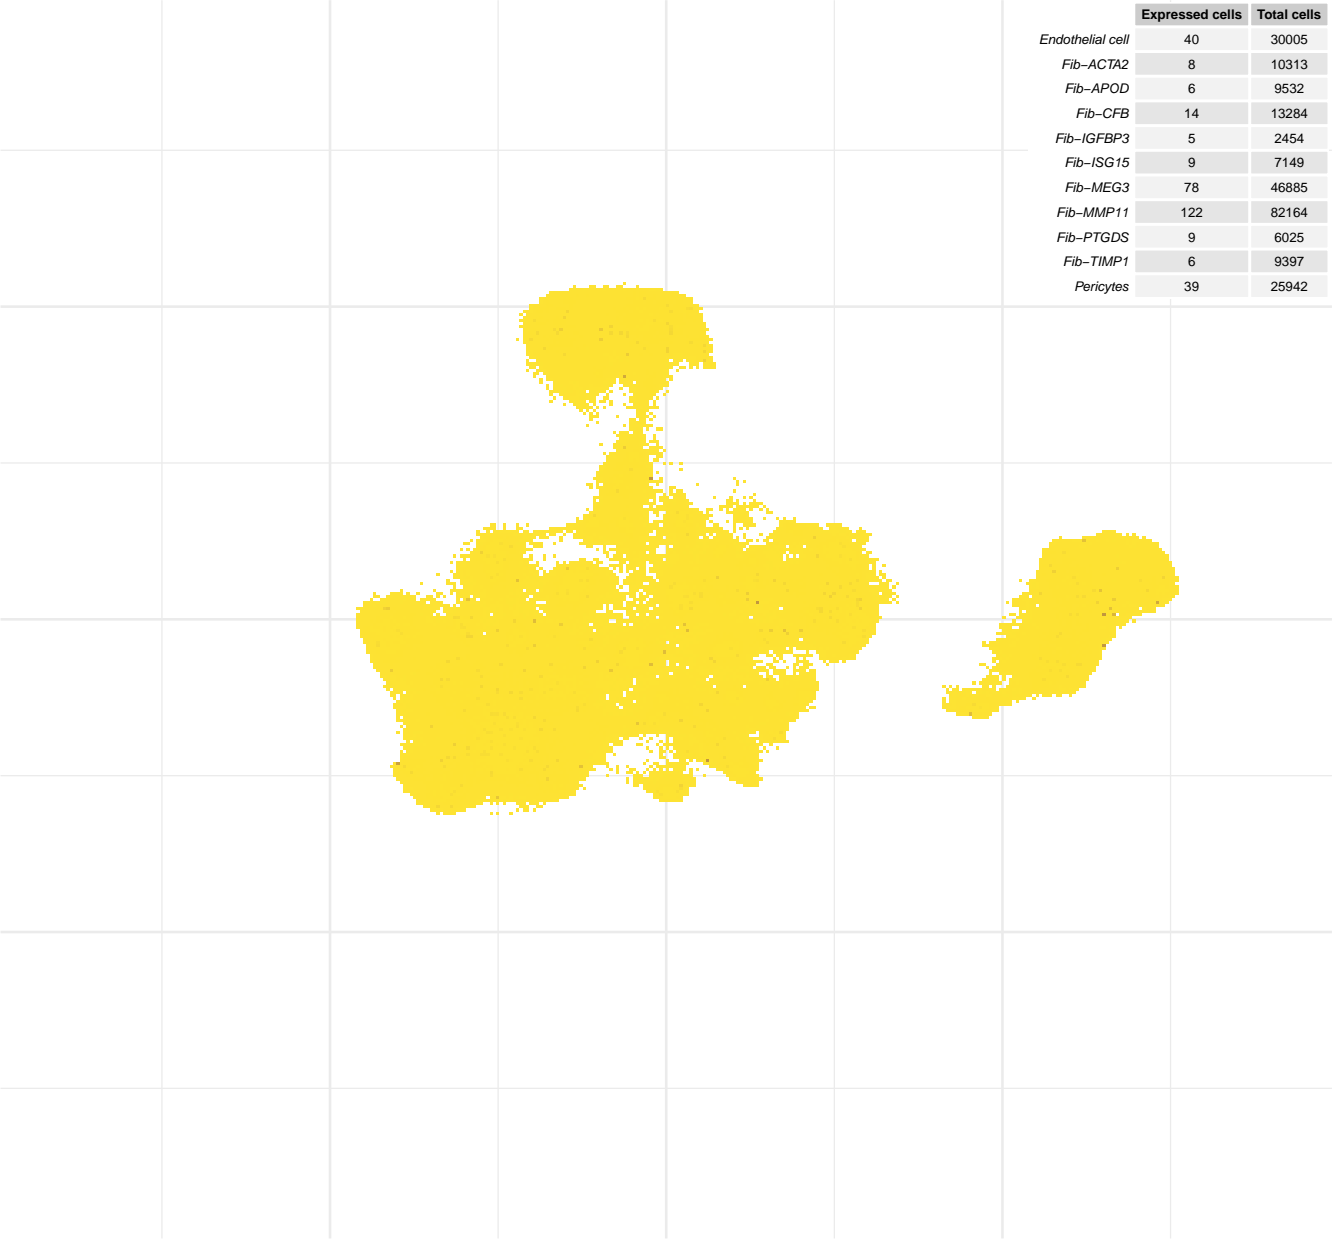 Expressed cells Total cells
Endothelial cell 40 30005
Fib−ACTA2 8 10313
Fib−APOD 6 9532
Fib−CFB 14 13284
Fib−IGFBP3 5 2454
Fib−ISG15 9 7149
Fib−MEG3 78 46885
Fib−MMP11 122 82164
Fib−PTGDS 9 6025
Fib−TIMP1 6 9397
Pericytes 39 25942